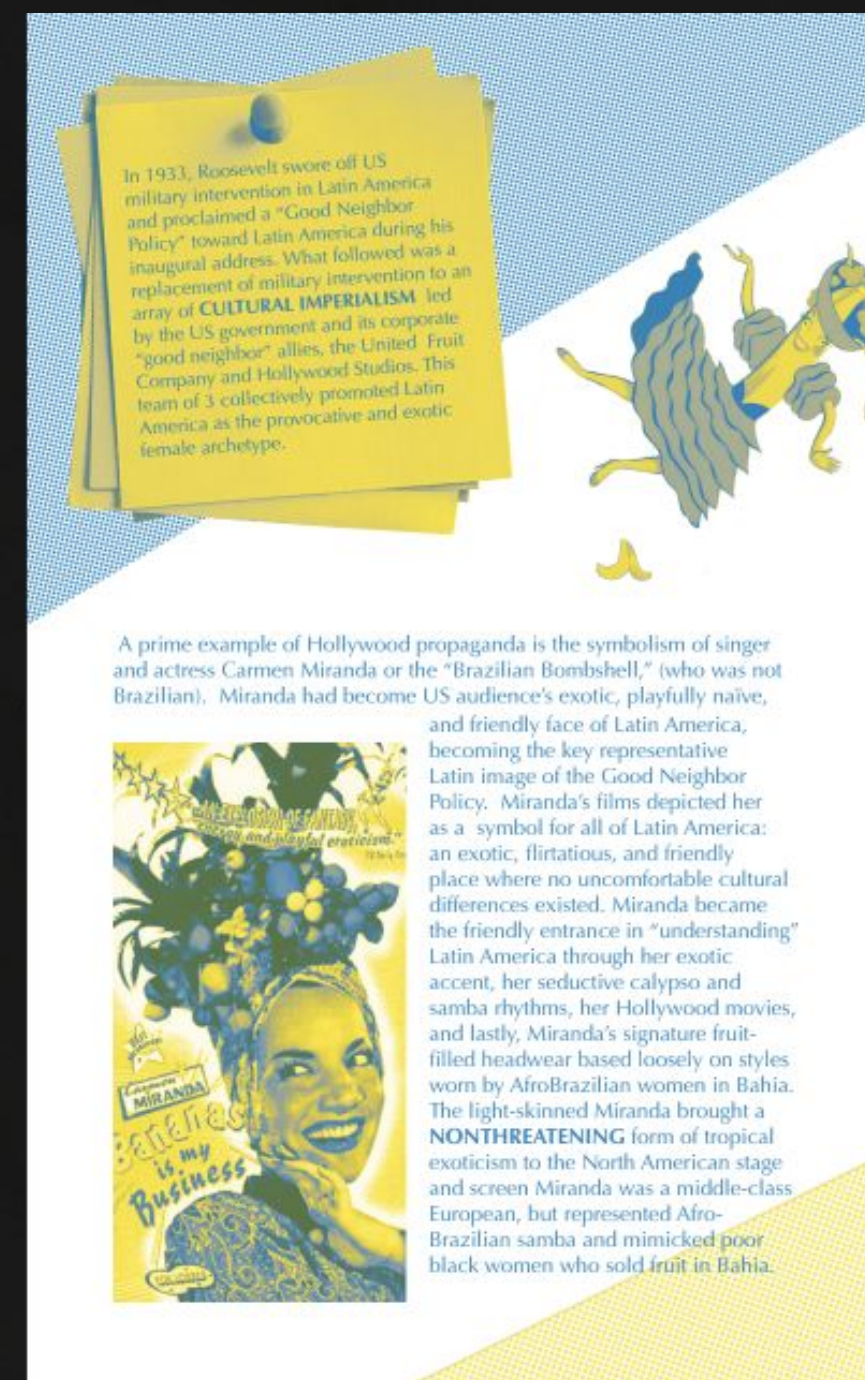 In 1933, Roosevelt swore off US
military intervention in Latin America
and proclaimed a “Good Neighbor
Policy” toward Latin America during his
inaugural address. What followed was a
replacement of military intervention to an
array of CULTURAL IMPERIALISM led
by the US government and its corporate
“good neighbor” allies, the United Fruit
Company and Hollywood Studios. This
team of 3 collectively promoted Latin
America as the provocative and exotic
female archetype.
A prime example of Hollywood propaganda is the symbolism of singer
and actress Carmen Miranda or the “Brazilian Bombshell,” (who was not
Brazilian). Miranda had become US audience’s exotic, playfully naïve,
and friendly face of Latin America,
becoming the key representative
Latin image of the Good Neighbor
Policy. Miranda’s films depicted her
as a symbol for all of Latin America:
an exotic, flirtatious, and friendly
place where no uncomfortable cultural
differences existed. Miranda became
the friendly entrance in “understanding”
Latin America through her exotic
accent, her seductive calypso and
samba rhythms, her Hollywood movies,
and lastly, Miranda’s signature fruit-
filled headwear based loosely on styles
worn by AfroBrazilian women in Bahia.
The light-skinned Miranda brought a
NONTHREATENING form of tropical
exoticism to the North American stage
and screen Miranda was a middle-class
European, but represented Afro-
Brazilian samba and mimicked poor
black women who sold fruit in Bahia.
EXPLOSION OF FANTASY,
energy and playful eroticism."
Carmen
MIRANDA
Bananas
is my
Business